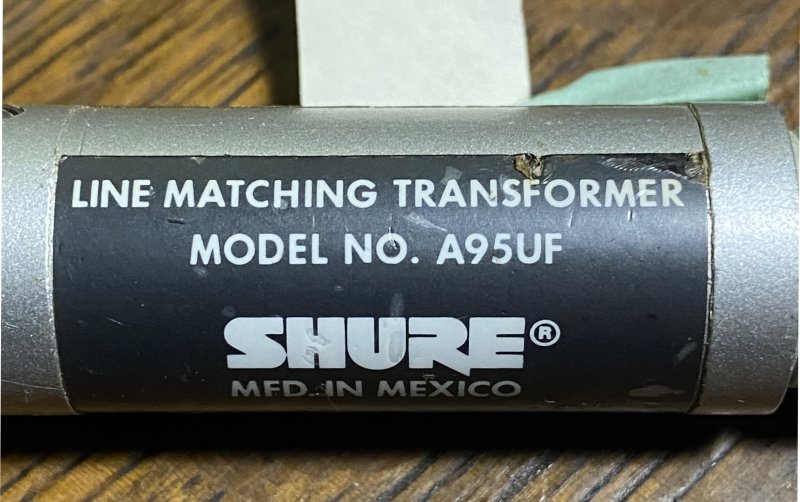 LINE MATCHING TRANSFORMER
MODEL NO. A95UF
SHURE®
MFD. IN MEXICO